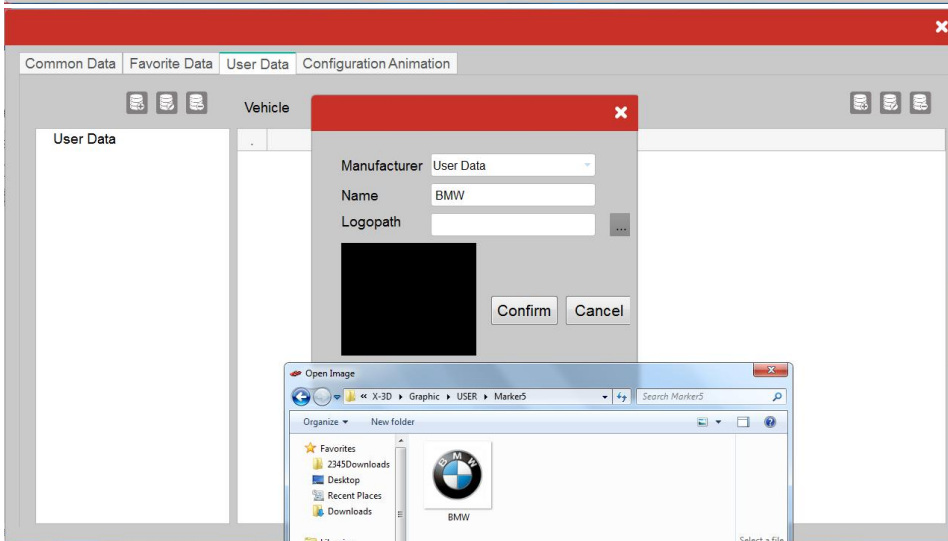 Common Data Favorite Data User Data Configuration Animation
Vehicle
User Data
.
Manufacturer User Data
Name BMW
Logopath
...
Confirm Cancel
Open Image
« X-3D Graphic USER Marker5
Search Marker5
Organize New folder
Favorites
2345Downloads
Desktop
Recent Places
Downloads
BMW
BMW
Select a file